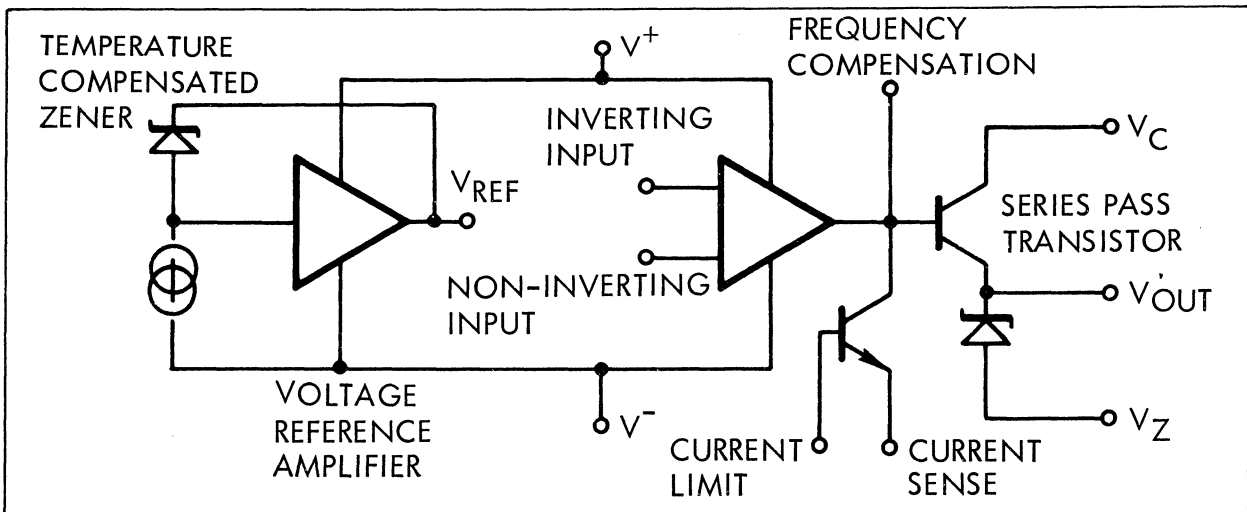 TEMPERATURE
COMPENSATED
ZENER
V+
FREQUENCY
COMPENSATION
INVERTING
INPUT
VREF
NON-INVERTING
INPUT
VC
SERIES PASS
TRANSISTOR
V'OUT
VOLTAGE
REFERENCE
AMPLIFIER
V-
CURRENT
LIMIT
CURRENT
SENSE
VZ